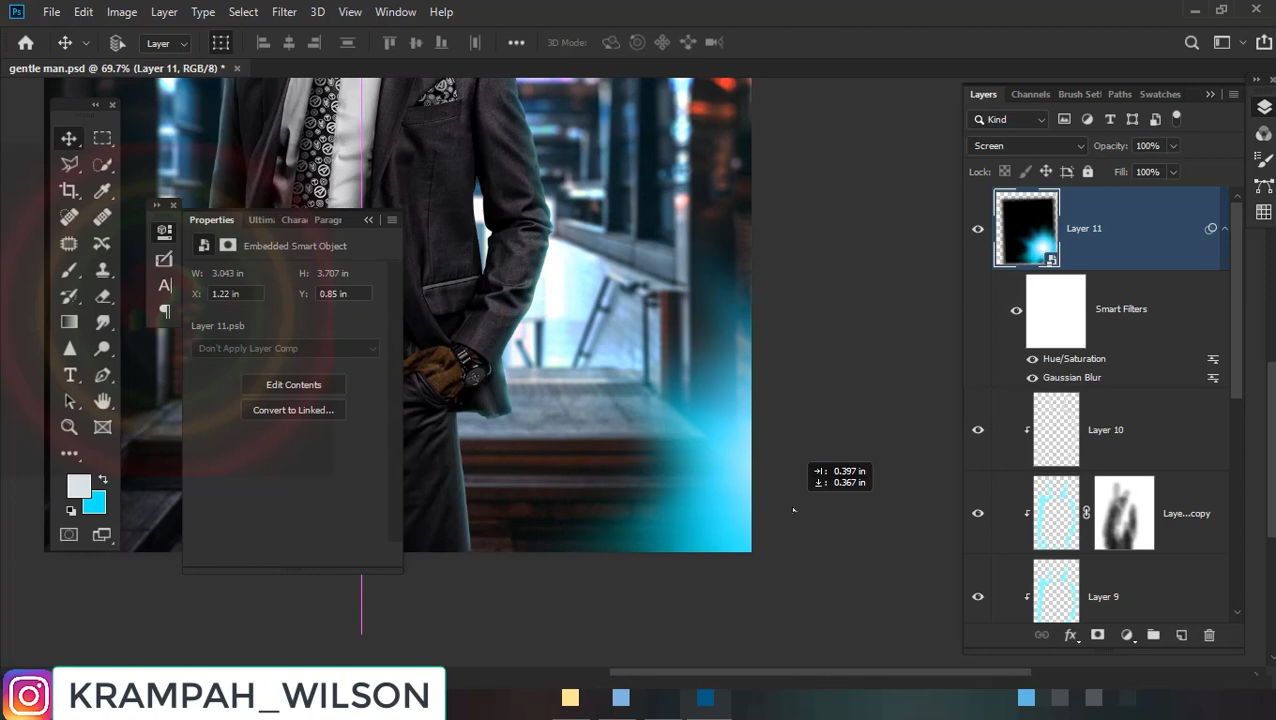 Ps File Edit Image Layer Type Select Filter 3D View Window Help
Layer 3D Mode:
gentle man.psd @ 69.7% (Layer 11, RGB/8) * ×
Layers Channels Brush Set Paths Swatches
Kind
Screen Opacity: 100%
Lock: Fill: 100%
Properties Ultim Chara Paragr
Embedded Smart Object
W: 3.043 in H: 3.707 in
X: 1.22 in Y: 0.85 in
Layer 11.psb
Don't Apply Layer Comp
Edit Contents
Convert to Linked...
Layer 11
Smart Filters
Hue/Saturation
Gaussian Blur
Layer 10
Laye...copy
Layer 9
0.397 in
0.367 in
KRAMPAH_WILSON